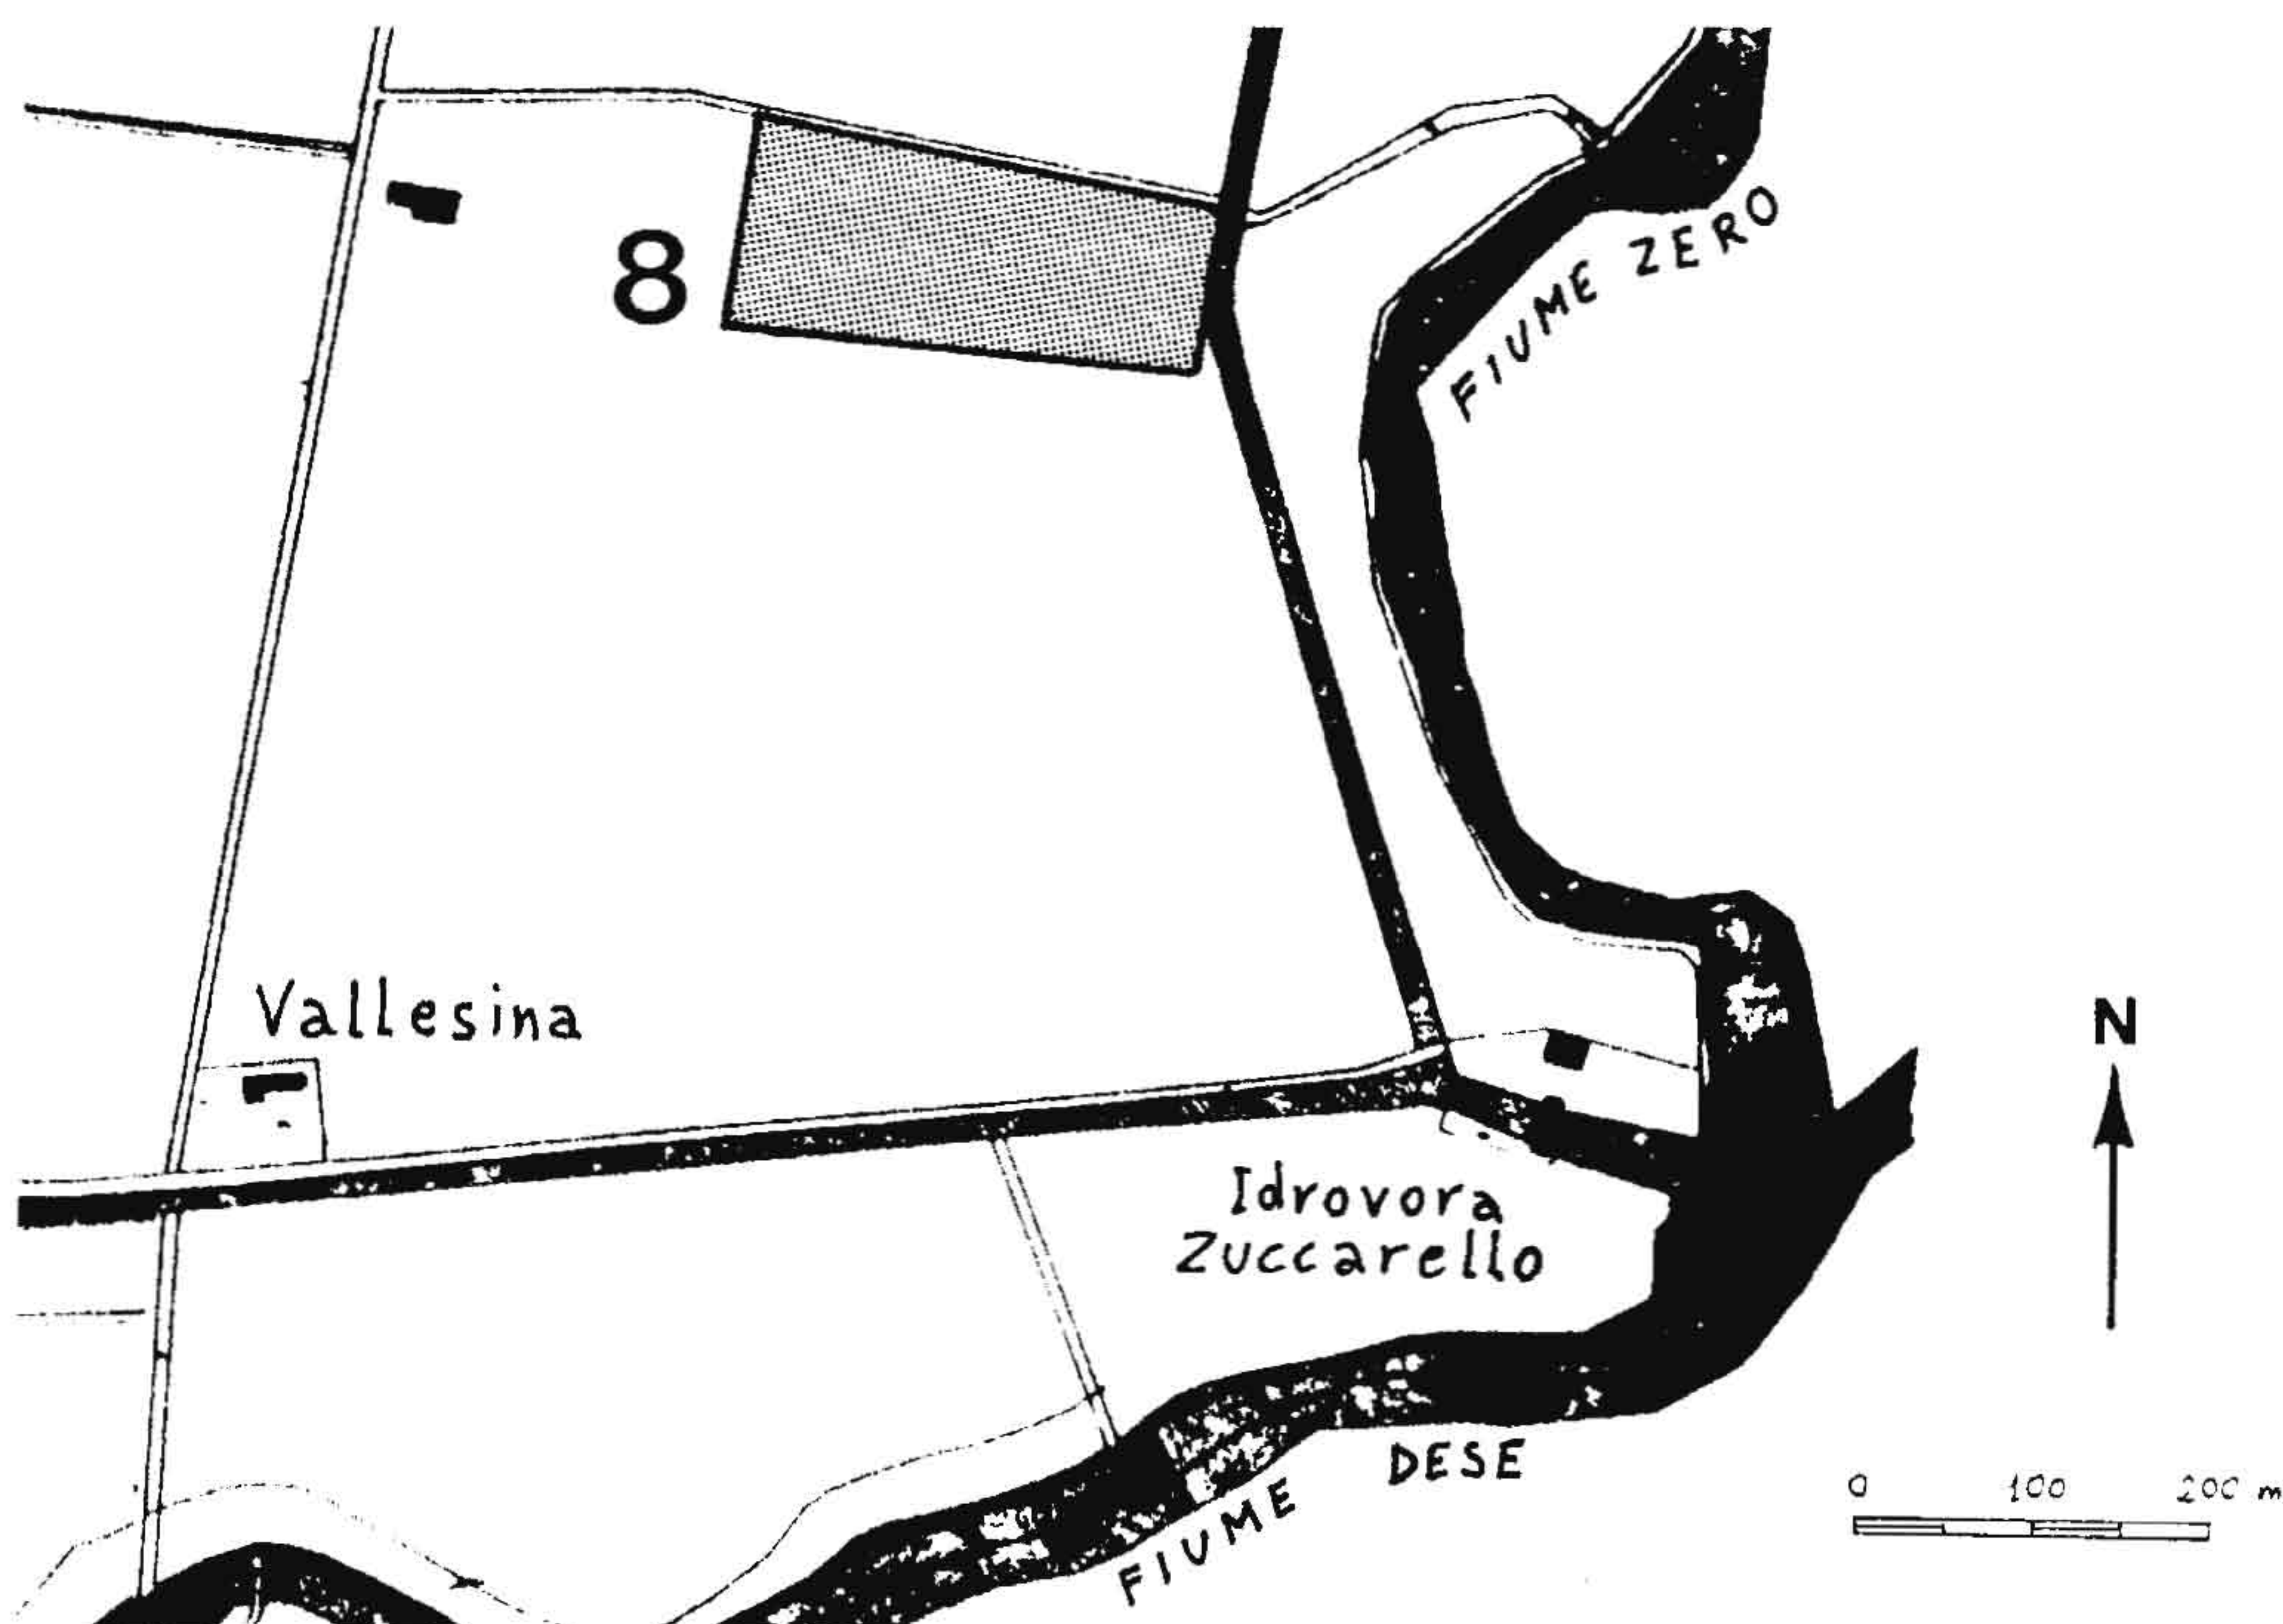 8
FIUME ZERO
Vallesina
N
Idrovora
Zuccarello
FIUME DESE
0 100 200 m